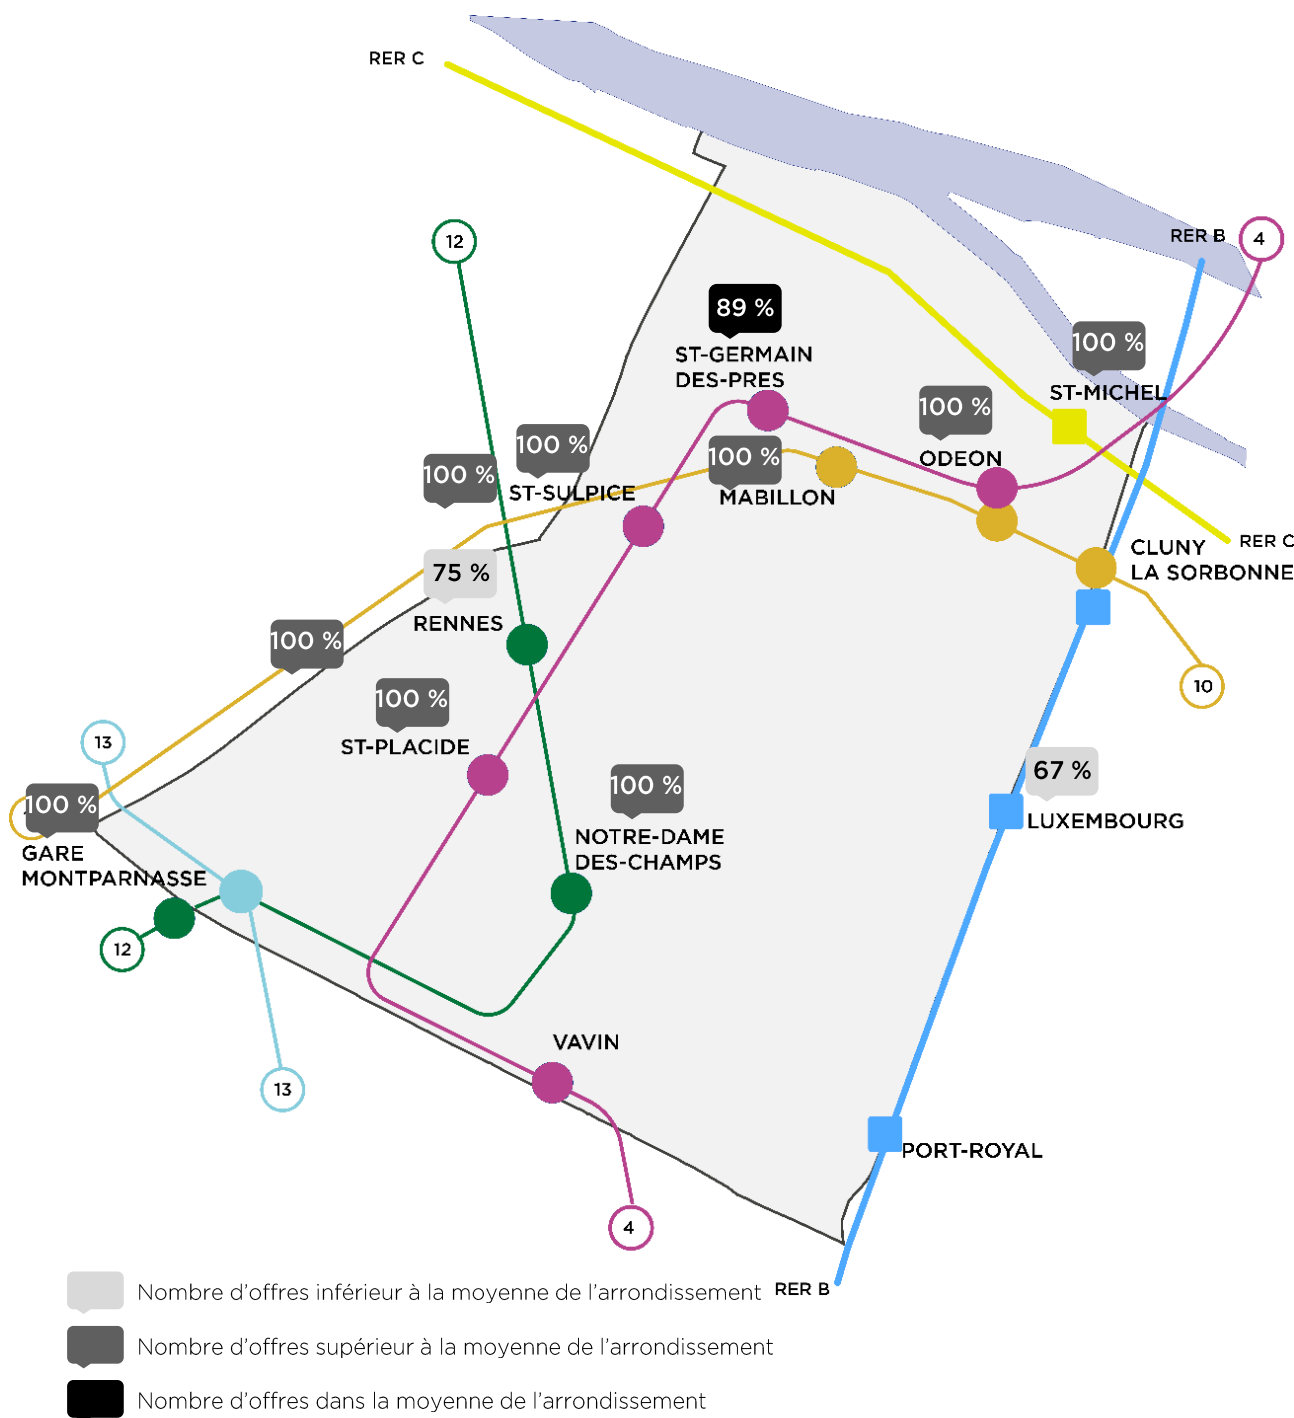 RER C
12
RER B
4
89 %
ST-GERMAIN
DES-PRES
100 %
ST-MICHEL
100 %
ODEON
100 %
ST-SULPICE
100 %
100 %
MABILLON
RER C
CLUNY
LA SORBONNE
75 %
RENNES
100 %
10
100 %
ST-PLACIDE
13
67 %
LUXEMBOURG
100 %
NOTRE-DAME
DES-CHAMPS
100 %
GARE
MONTPARNASSE
12
VAVIN
13
PORT-ROYAL
4
RER B
Nombre d'offres inférieur à la moyenne de l'arrondissement
Nombre d'offres supérieur à la moyenne de l'arrondissement
Nombre d'offres dans la moyenne de l'arrondissement